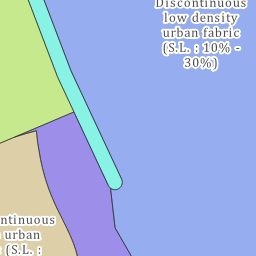 Discontinuous
low density
urban fabric
(S.L. : 10% -
30%)
ntinuous
urban
(S.L. :